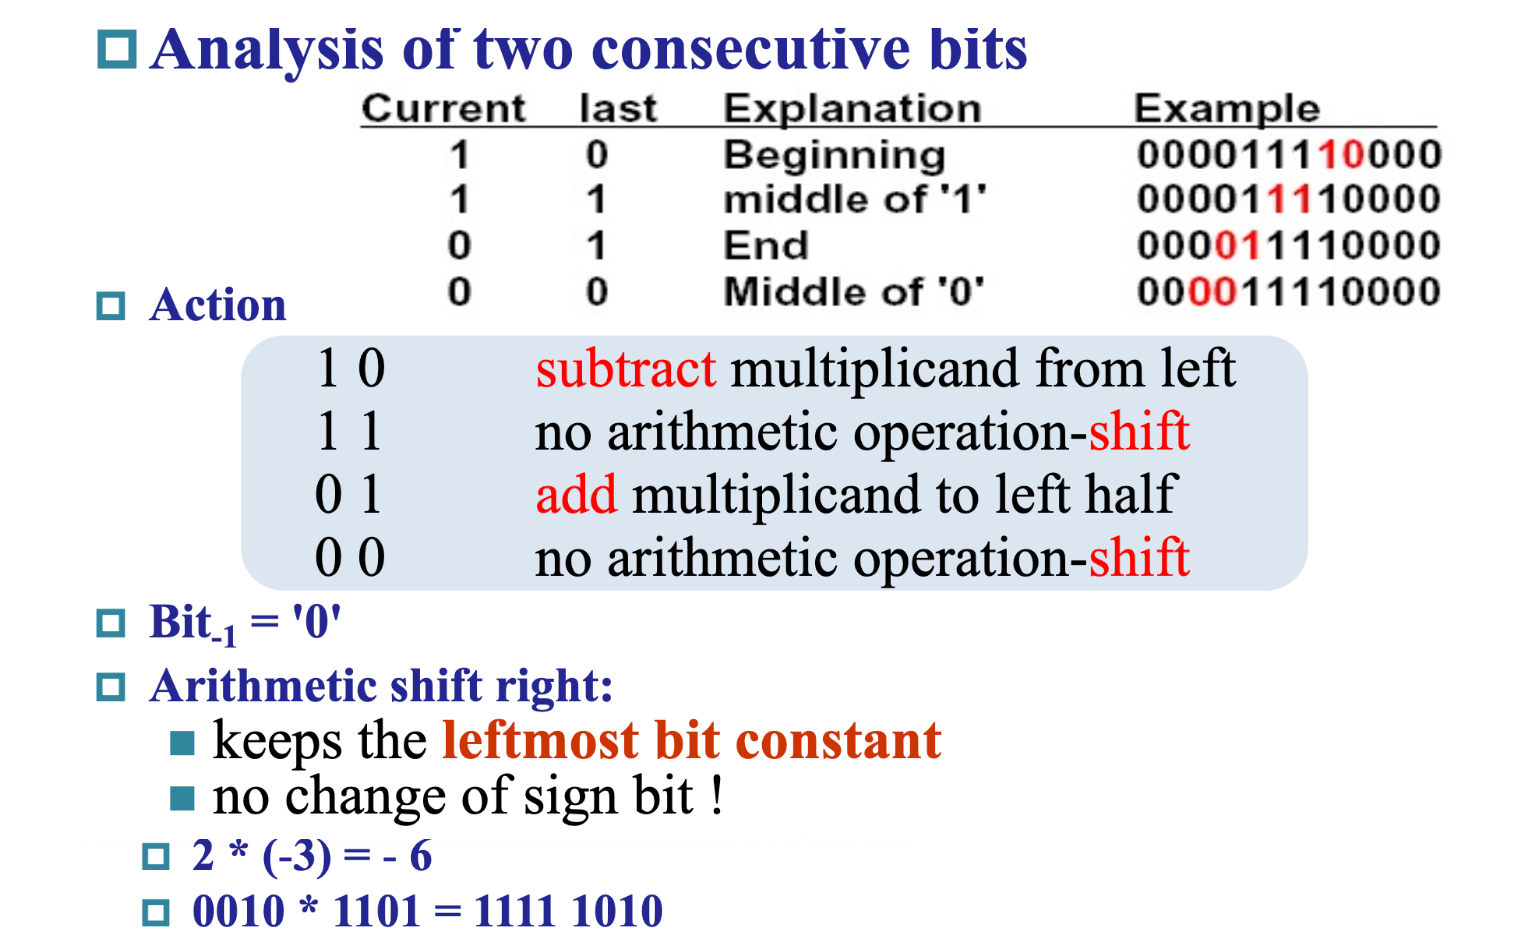 Analysis of two consecutive bits
Current last Explanation Example
1 0 Beginning 000011110000
1 1 middle of '1' 000011110000
0 1 End 000011110000
0 0 Middle of '0' 000011110000
Action
1 0 subtract multiplicand from left
1 1 no arithmetic operation-shift
0 1 add multiplicand to left half
0 0 no arithmetic operation-shift
Bit-1 = '0'
Arithmetic shift right:
keeps the leftmost bit constant
no change of sign bit !
2 * (-3) = - 6
0010 * 1101 = 1111 1010